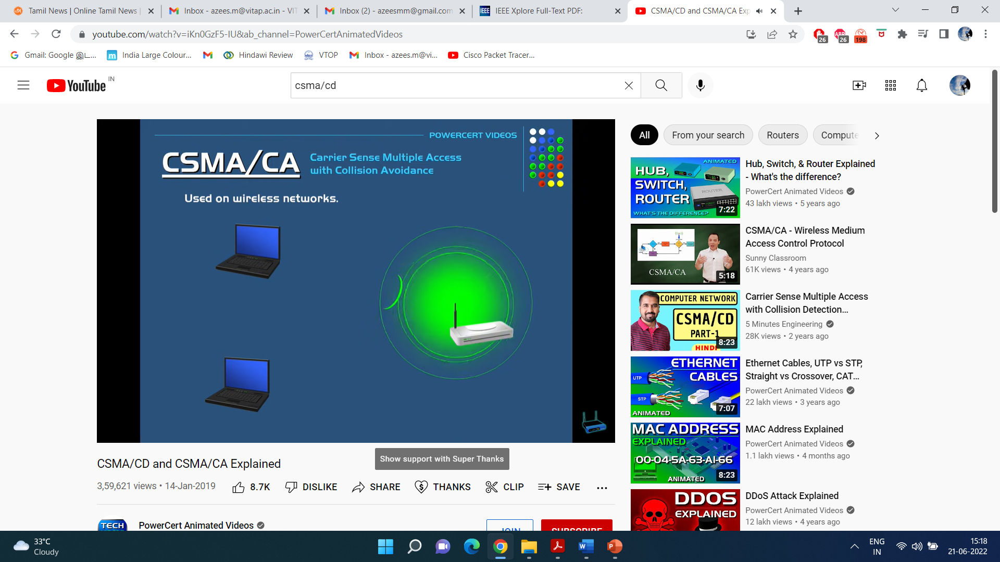 Tamil News | Online Tamil News |
Inbox - azees.m@vitap.ac.in - VIT
Inbox (2) - azeesmm@gmail.com
IEEE Xplore Full-Text PDF:
CSMA/CD and CSMA/CA Exp
youtube.com/watch?v=iKn0GzF5-IU&ab_channel=PowerCertAnimatedVideos
26
26
198
Gmail: Google இட...
India Large Colour...
Hindawi Review
VTOP
Inbox - azees.m@vi...
Cisco Packet Tracer...
YouTube IN
csma/cd
POWERCERT VIDEOS
CSMA/CA
Carrier Sense Multiple Access
with Collision Avoidance
Used on wireless networks.
Show support with Super Thanks
CSMA/CD and CSMA/CA Explained
3,59,621 views • 14-Jan-2019
8.7K
DISLIKE
SHARE
THANKS
CLIP
SAVE
TECH
PowerCert Animated Videos
JOIN
SUBSCRIBE
All
From your search
Routers
Compute
ANIMATED
HUB,
SWITCH,
ROUTER
ROUTER
WHAT'S THE DIFFERENCE?
7:22
Hub, Switch, & Router Explained
- What's the difference?
PowerCert Animated Videos
43 lakh views • 5 years ago
CSMA/CA
5:18
CSMA/CA - Wireless Medium
Access Control Protocol
Sunny Classroom
61K views • 4 years ago
COMPUTER NETWORK
CSMA/CD
PART-1
HINDI
8:23
Carrier Sense Multiple Access
with Collision Detection...
5 Minutes Engineering
28K views • 2 years ago
ETHERNET
CABLES
UTP
STP
ANIMATED
7:07
Ethernet Cables, UTP vs STP,
Straight vs Crossover, CAT...
PowerCert Animated Videos
22 lakh views • 3 years ago
MAC ADDRESS
EXPLAINED
00-04-5A-63-A1-66
ANIMATED
8:23
MAC Address Explained
PowerCert Animated Videos
1.1 lakh views • 4 months ago
DDOS
EXPLAINED
DDoS Attack Explained
PowerCert Animated Videos
12 lakh views • 4 years ago
33°C
Cloudy
ENG
IN
15:18
21-06-2022